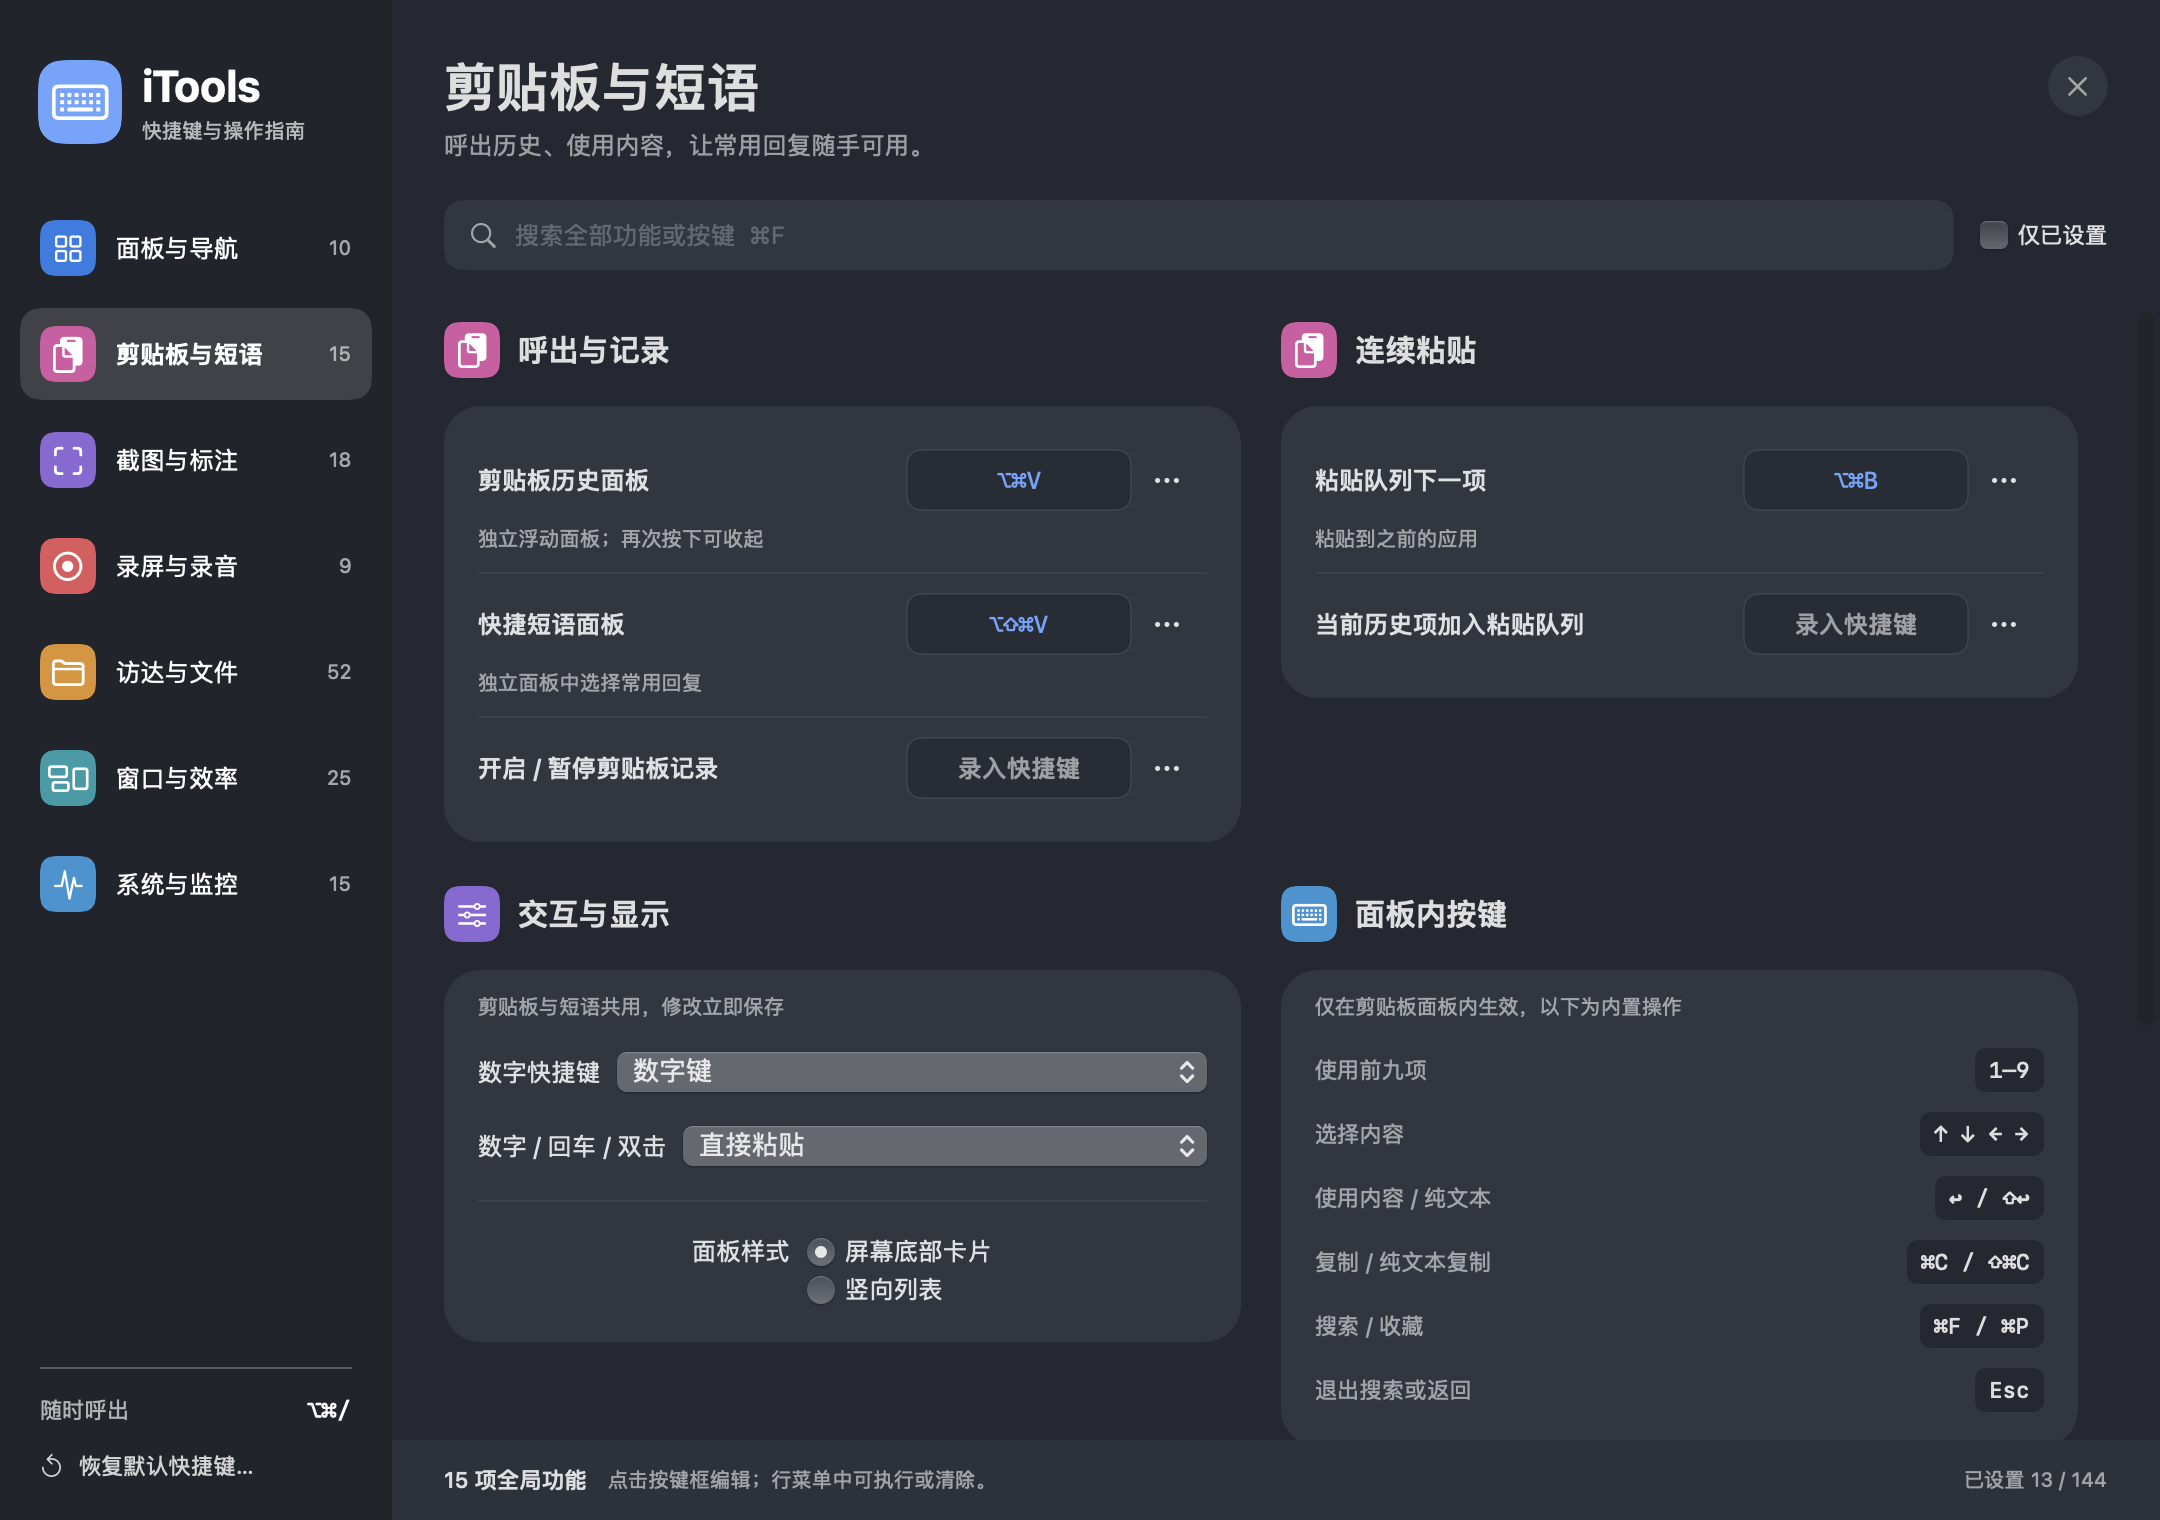 iTools
快捷键与操作指南
面板与导航 10
剪贴板与短语 15
截图与标注 18
录屏与录音 9
访达与文件 52
窗口与效率 25
系统与监控 15
随时呼出 ⌥⌘/
恢复默认快捷键...
剪贴板与短语
呼出历史、使用内容，让常用回复随手可用。
搜索全部功能或按键 ⌘F
仅已设置
呼出与记录
剪贴板历史面板 ⌥⌘V
独立浮动面板；再次按下可收起
快捷短语面板 ⌥⇧⌘V
独立面板中选择常用回复
开启 / 暂停剪贴板记录 录入快捷键
连续粘贴
粘贴队列下一项 ⌥⌘B
粘贴到之前的应用
当前历史项加入粘贴队列 录入快捷键
交互与显示
剪贴板与短语共用，修改立即保存
数字快捷键 数字键
数字 / 回车 / 双击 直接粘贴
面板样式 屏幕底部卡片
竖向列表
面板内按键
仅在剪贴板面板内生效，以下为内置操作
使用前九项 1–9
选择内容 ↑ ↓ ← →
使用内容 / 纯文本 ↩ / ⇧↩
复制 / 纯文本复制 ⌘C / ⇧⌘C
搜索 / 收藏 ⌘F / ⌘P
退出搜索或返回 Esc
15 项全局功能 点击按键框编辑；行菜单中可执行或清除。
已设置 13 / 144